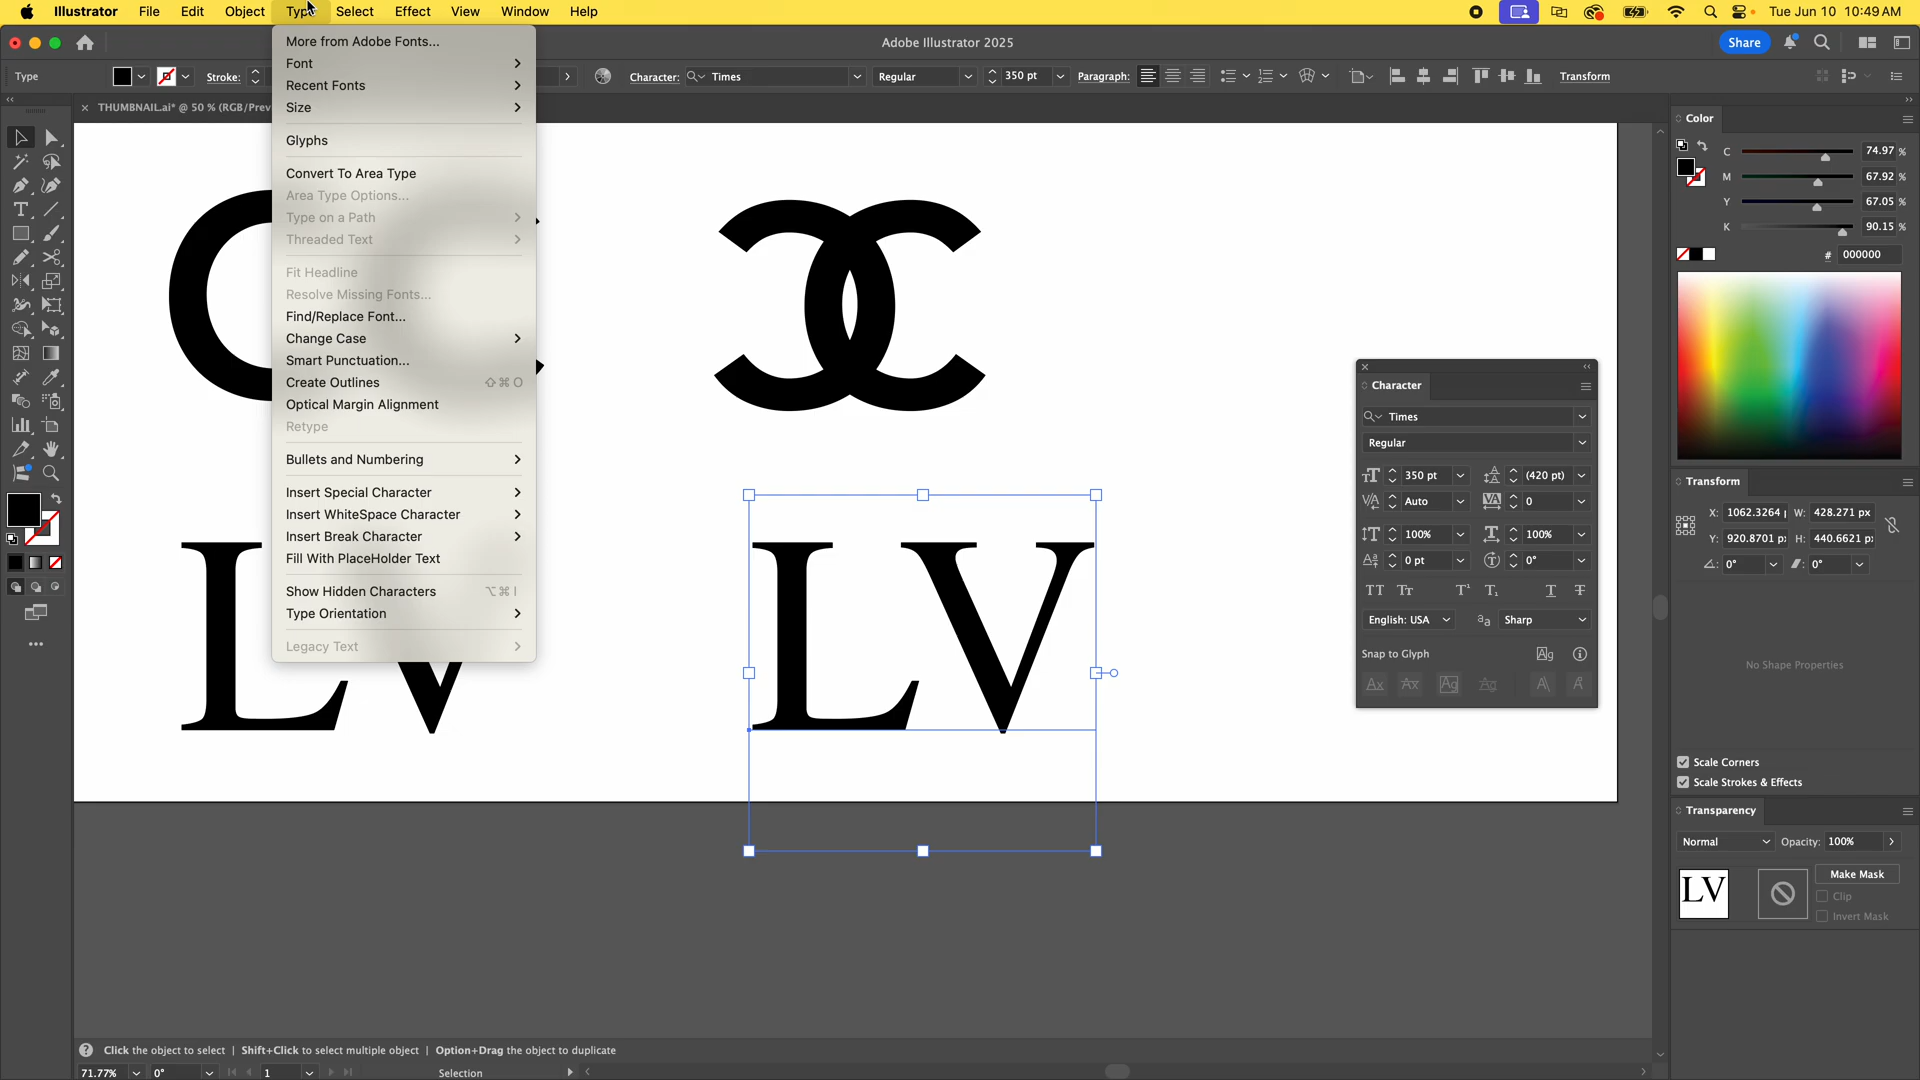 Illustrator File Edit Object Type Select Effect View Window Help Tue Jun 10 10:49 AM
Adobe Illustrator 2025 Share
Type Stroke: Character: Times Regular 350 pt Paragraph: Transform
THUMBNAIL.ai* @ 50 % (RGB/Prev
More from Adobe Fonts...
Font
Recent Fonts
Size
Glyphs
Convert To Area Type
Area Type Options...
Type on a Path
Threaded Text
Fit Headline
Resolve Missing Fonts...
Find/Replace Font...
Change Case
Smart Punctuation...
Create Outlines ⇧⌘O
Optical Margin Alignment
Retype
Bullets and Numbering
Insert Special Character
Insert WhiteSpace Character
Insert Break Character
Fill With PlaceHolder Text
Show Hidden Characters ⌥⌘I
Type Orientation
Legacy Text
LV
LV
Character
Times
Regular
350 pt (420 pt)
Auto 0
100% 100%
0 pt 0°
English: USA Sharp
Snap to Glyph
Color
C 74.97 %
M 67.92 %
Y 67.05 %
K 90.15 %
# 000000
Transform
X: 1062.3264 W: 428.271 px
Y: 920.8701 H: 440.6621
0° 0°
No Shape Properties
Scale Corners
Scale Strokes & Effects
Transparency
Normal Opacity: 100%
LV
Make Mask
Clip
Invert Mask
Click the object to select | Shift+Click to select multiple object | Option+Drag the object to duplicate
71.77% 0° 1 Selection